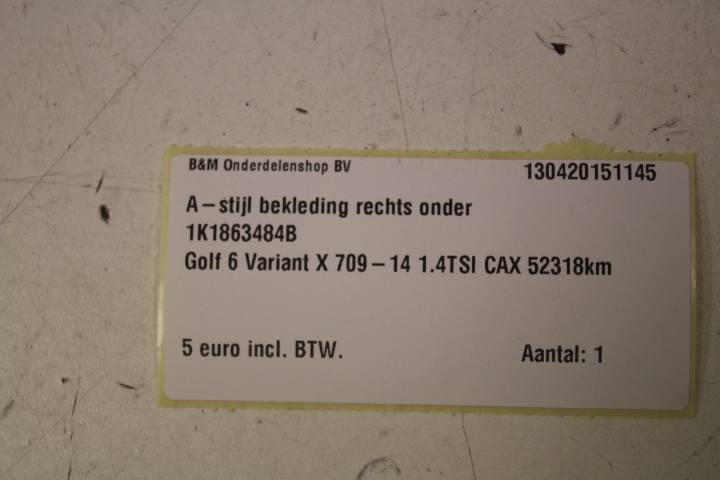 B&M Onderdelenshop BV 130420151145
A-stijl bekleding rechts onder
1K1863484B
Golf 6 Variant X 709-14 1.4TSI CAX 52318km
5 euro incl. BTW. Aantal: 1